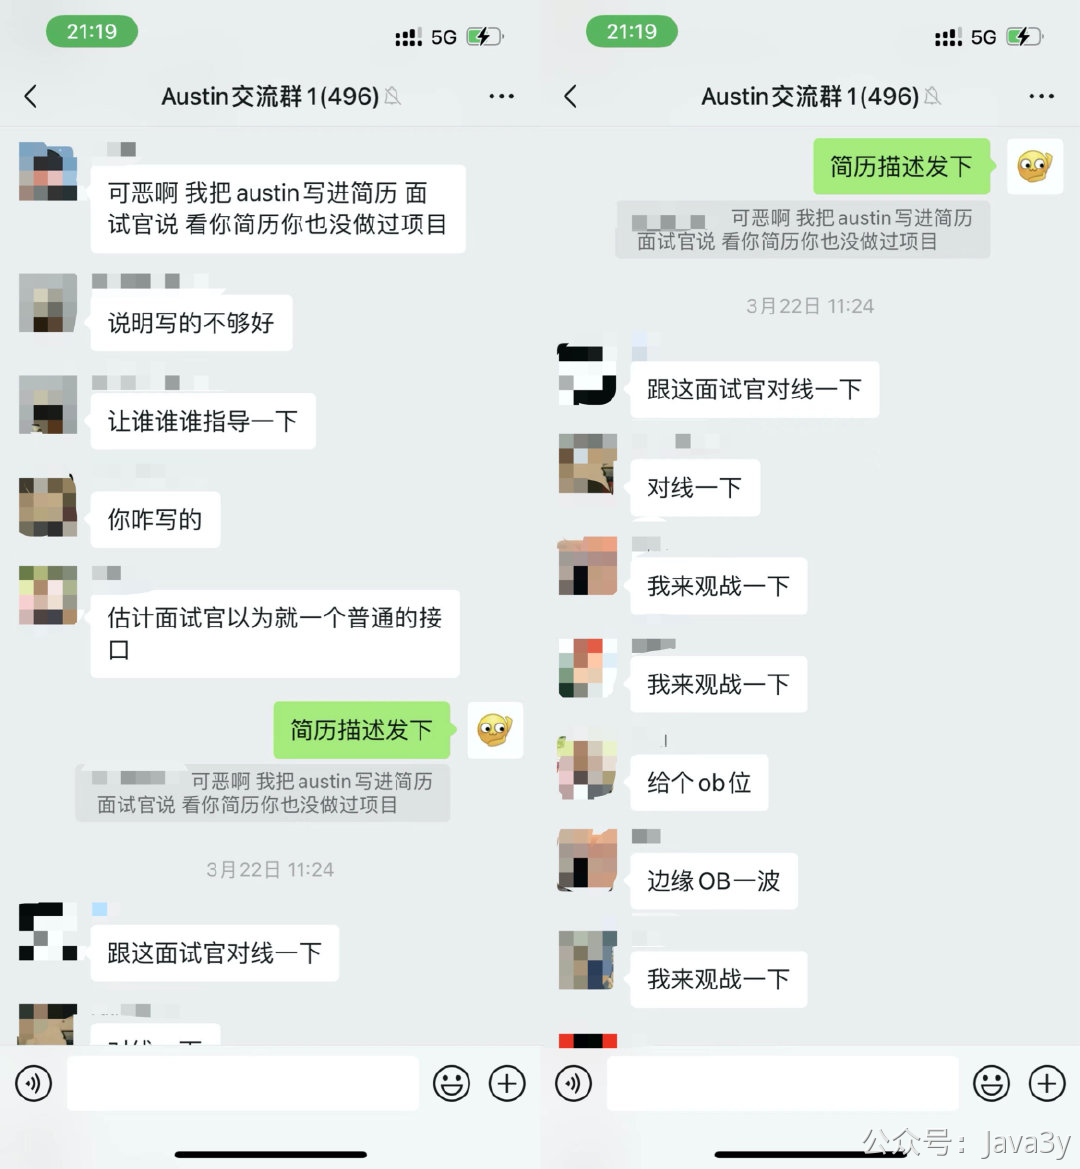 21:19
5G
Austin交流群1(496)
可恶啊 我把austin写进简历 面
试官说 看你简历你也没做过项目
说明写的不够好
让谁谁谁指导一下
你咋写的
估计面试官以为就一个普通的接
口
简历描述发下
可恶啊 我把austin写进简历
面试官说 看你简历你也没做过项目
3月22日 11:24
跟这面试官对线一下
对线一下
21:19
5G
Austin交流群1(496)
简历描述发下
可恶啊 我把austin写进简历
面试官说 看你简历你也没做过项目
3月22日 11:24
跟这面试官对线一下
对线一下
我来观战一下
我来观战一下
给个ob位
边缘OB一波
我来观战一下
公众号：Java3y